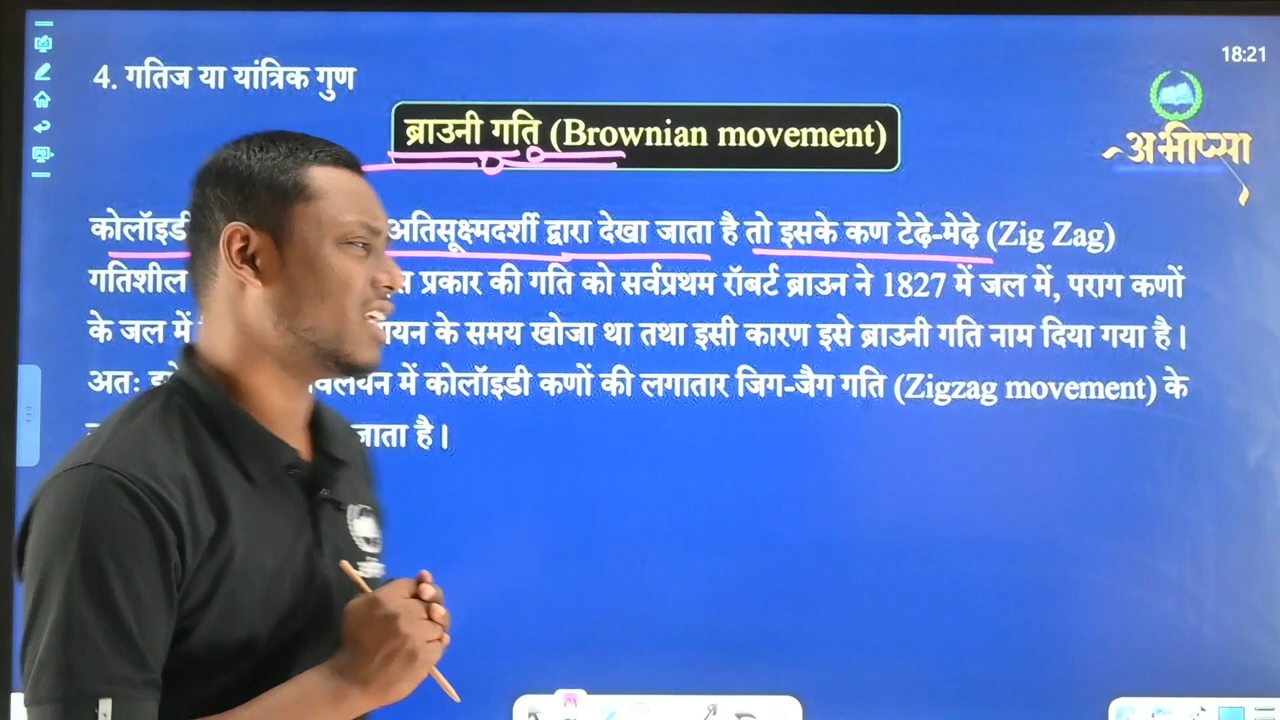 18:21
4. गतिज या यांत्रिक गुण
ब्राउनी गति (Brownian movement)
अभीप्सा
कोलॉइडी अतिसूक्ष्मदर्शी द्वारा देखा जाता है तो इसके कण टेढ़े-मेढ़े (Zig Zag)
गतिशील प्रकार की गति को सर्वप्रथम रॉबर्ट ब्राउन ने 1827 में जल में, पराग कणों
के जल में के समय खोजा था तथा इसी कारण इसे ब्राउनी गति नाम दिया गया है।
अतः में कोलॉइडी कणों की लगातार जिग-जैग गति (Zigzag movement) के
जाता है।